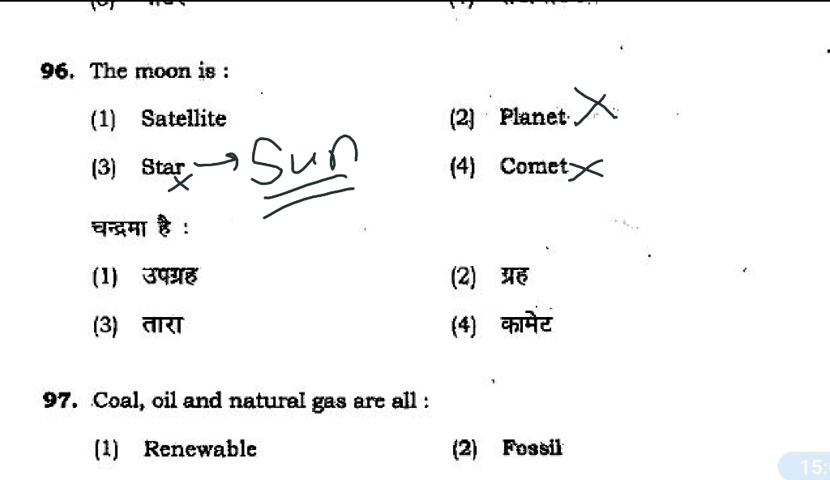 96. The moon is :
(1) Satellite (2) Planet
(3) Star → Sun (4) Comet
चन्द्रमा है :
(1) उपग्रह (2) ग्रह
(3) तारा (4) कामेट
97. Coal, oil and natural gas are all :
(1) Renewable (2) Fossil